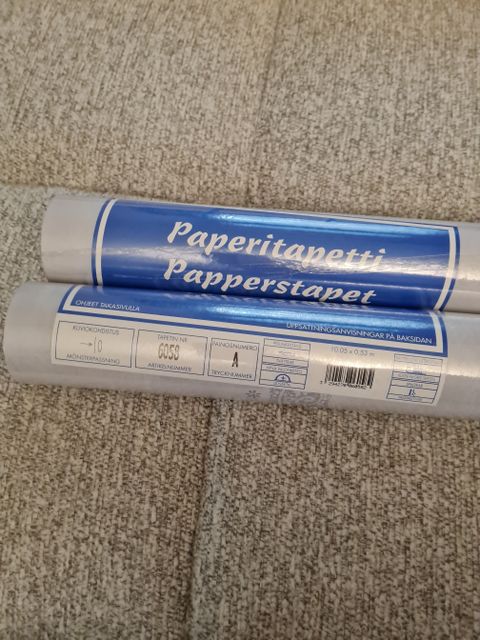 Paperitapetti
Papperstapet
OHJEET TAKASIVULLA
UPPSÄTTNINGSANVISNINGAR PÅ BAKSIDAN
KUVIOKOHDISTUS
0
MÖNSTERPASSNING
TAPETIN NR
6058
ARTIKELNUMMER
PAINOSNUMERO
A
TRYCKNUMMER
10.05 x 0.53 m